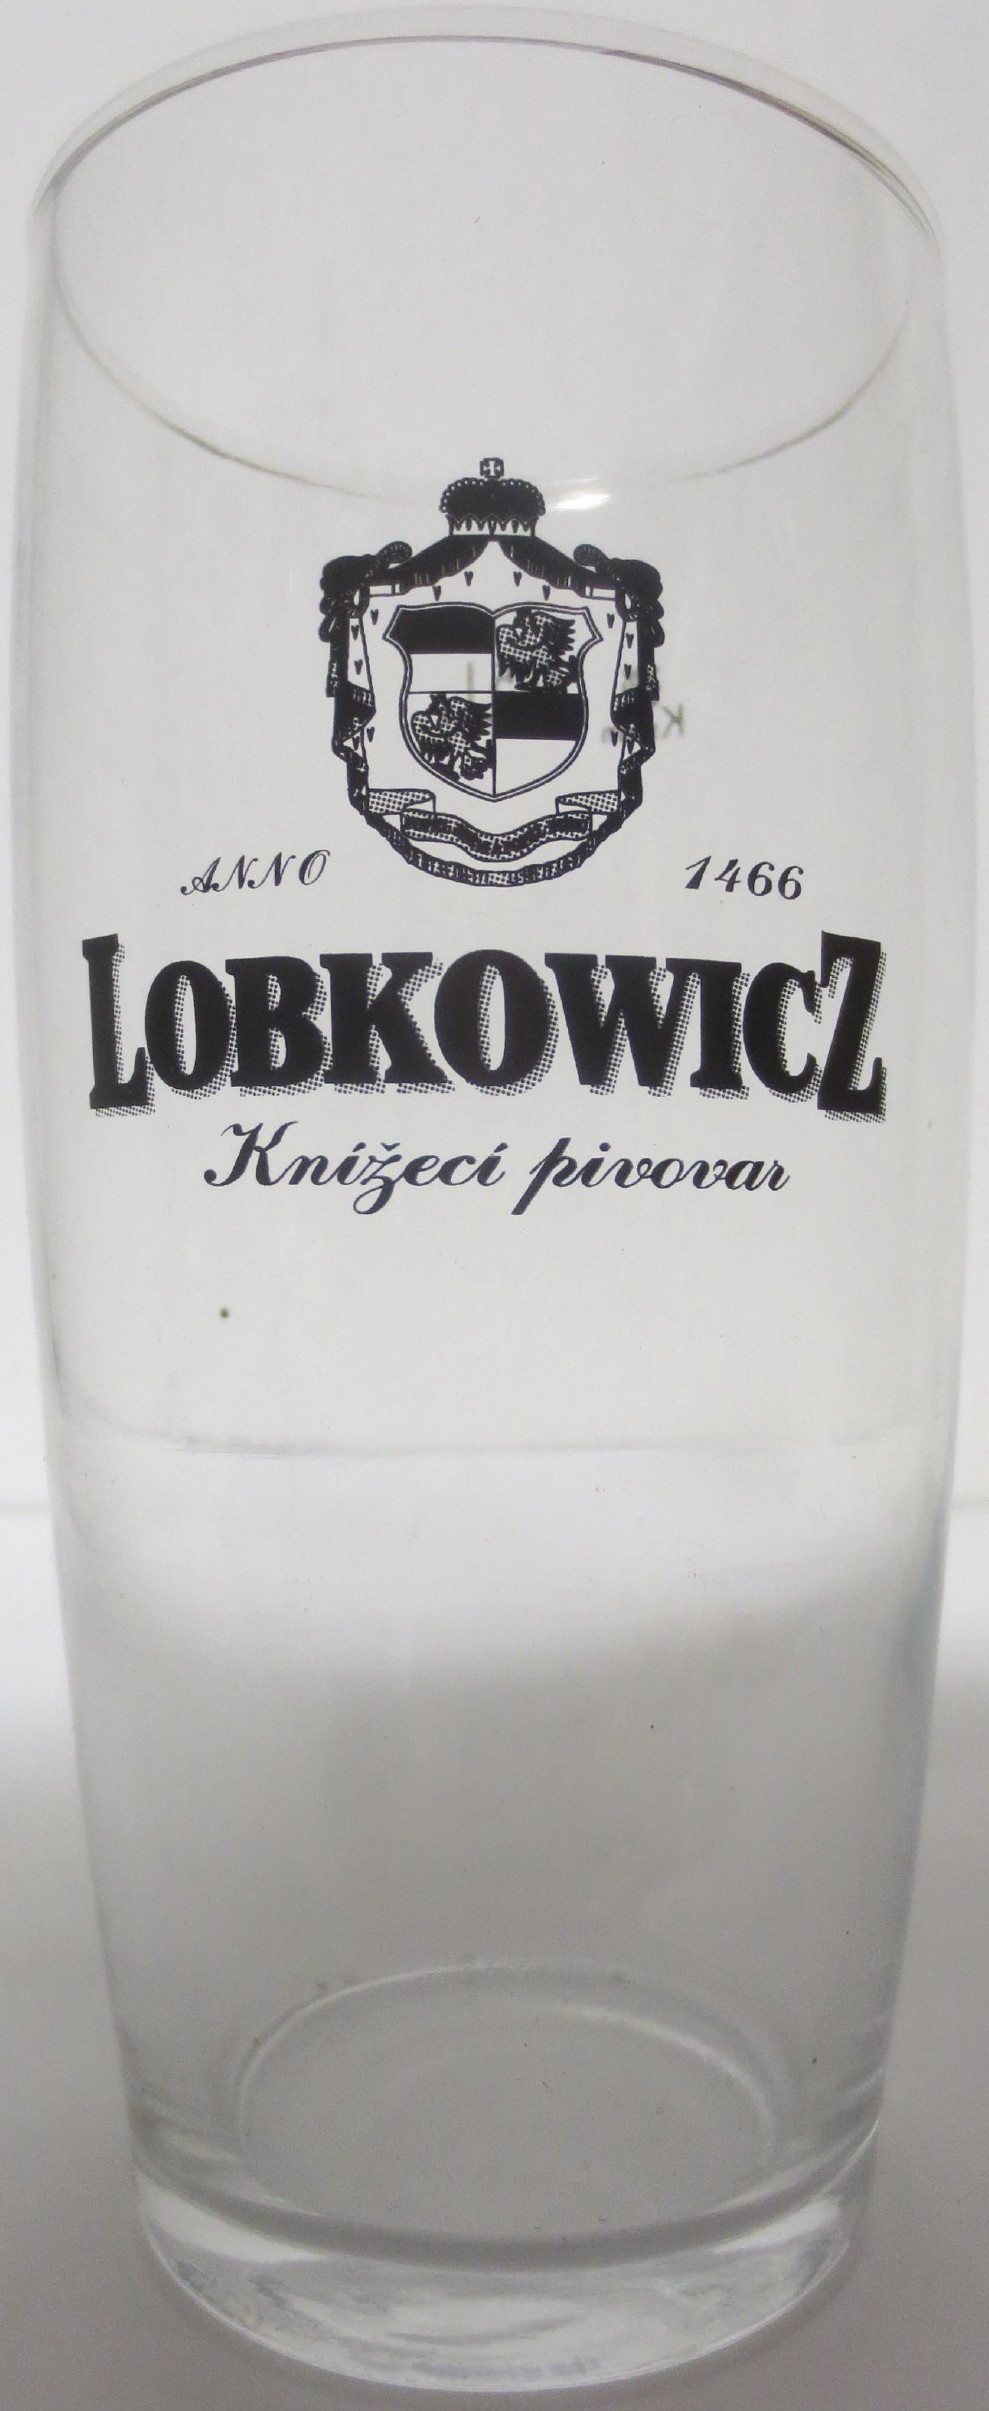 ANNO 1466
LOBKOWICZ
Knížecí pivovar